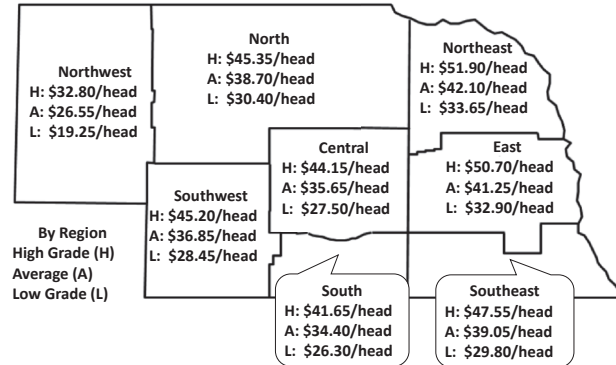 North
H: $45.35/head
A: $38.70/head
L: $30.40/head
Northeast
H: $51.90/head
A: $42.10/head
L: $33.65/head
Northwest
H: $32.80/head
A: $26.55/head
L: $19.25/head
Central
H: $44.15/head
A: $35.65/head
L: $27.50/head
East
H: $50.70/head
A: $41.25/head
L: $32.90/head
Southwest
H: $45.20/head
A: $36.85/head
L: $28.45/head
By Region
High Grade (H)
Average (A)
Low Grade (L)
South
H: $41.65/head
A: $34.40/head
L: $26.30/head
Southeast
H: $47.55/head
A: $39.05/head
L: $29.80/head